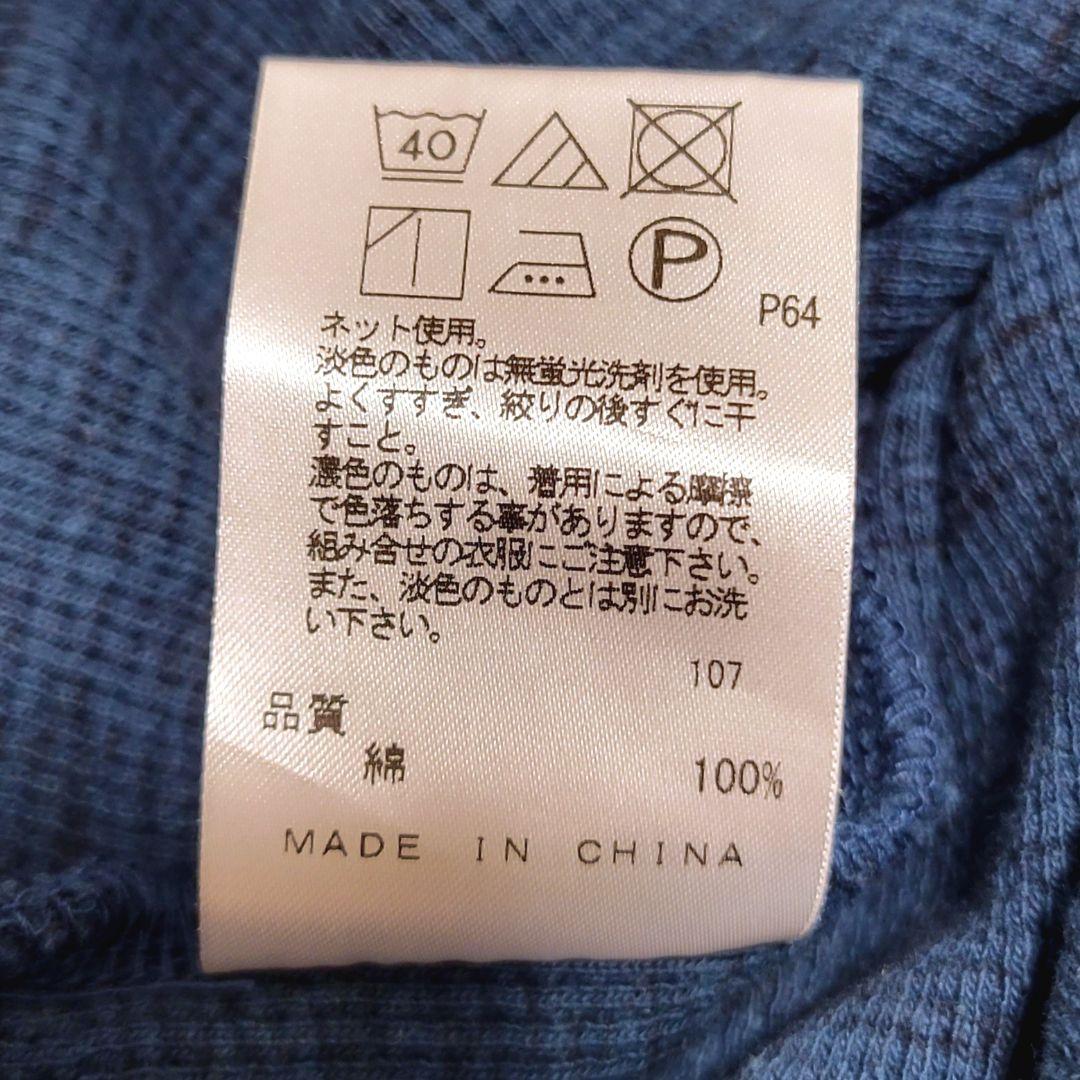 40
P
P64
ネット使用。
淡色のものは無蛍光洗剤を使用。
よくすすぎ、絞りの後すぐに干
すこと。
濃色のものは、着用による摩擦
で色落ちする事がありますので、
組み合せの衣服にご注意下さい。
また、淡色のものとは別にお洗
い下さい。
107
品質
綿 100%
MADE IN CHINA